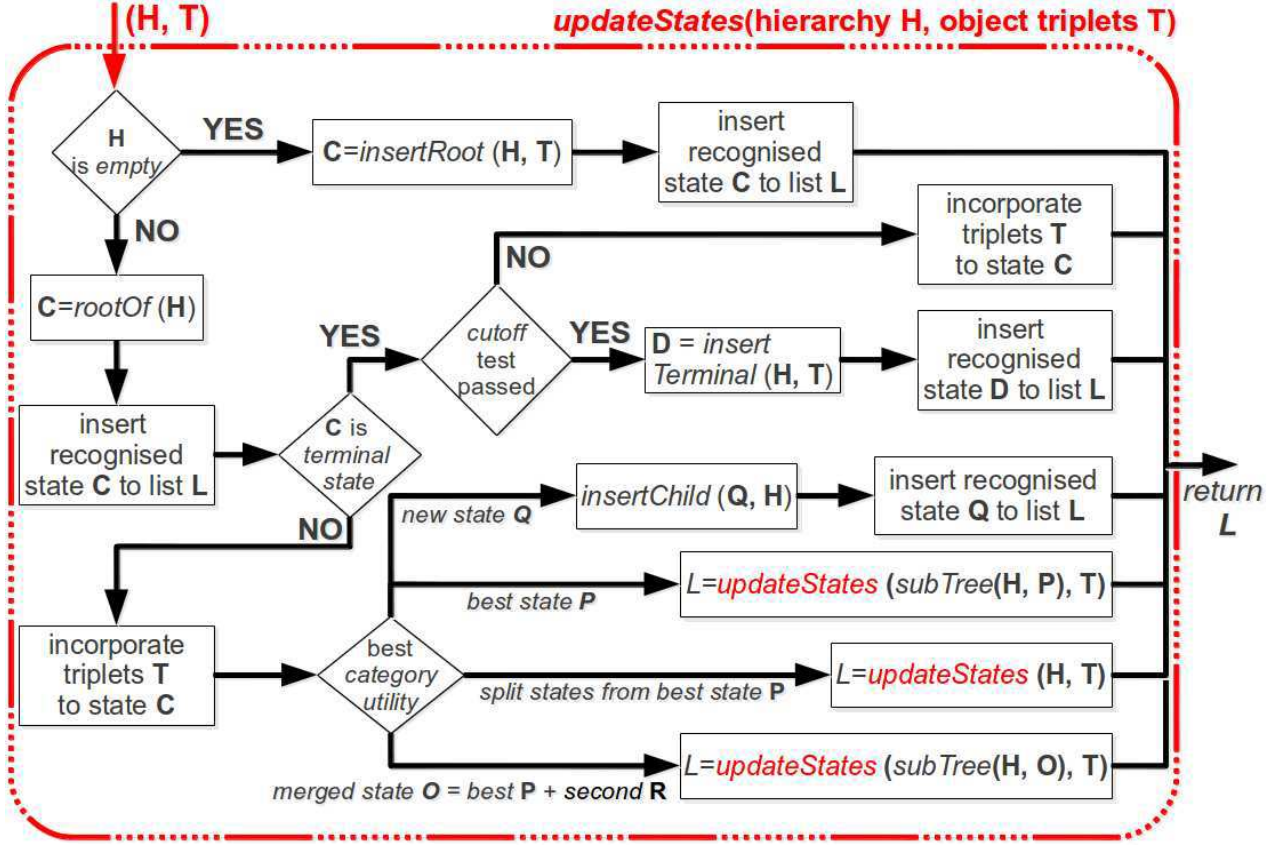 (H, T)
updateStates(hierarchy H, object triplets T)
H
is empty
YES
C=insertRoot (H, T)
insert
recognised
state C to list L
NO
C=rootOf (H)
incorporate
triplets T
to state C
NO
cutoff
test
passed
YES
D = insert
Terminal (H, T)
insert
recognised
state D to list L
YES
insert
recognised
state C to list L
C is
terminal
state
NO
new state Q
insertChild (Q, H)
insert recognised
state Q to list L
return
L
best state P
L=updateStates (subTree(H, P), T)
incorporate
triplets T
to state C
best
category
utility
split states from best state P
L=updateStates (H, T)
merged state O = best P + second R
L=updateStates (subTree(H, O), T)